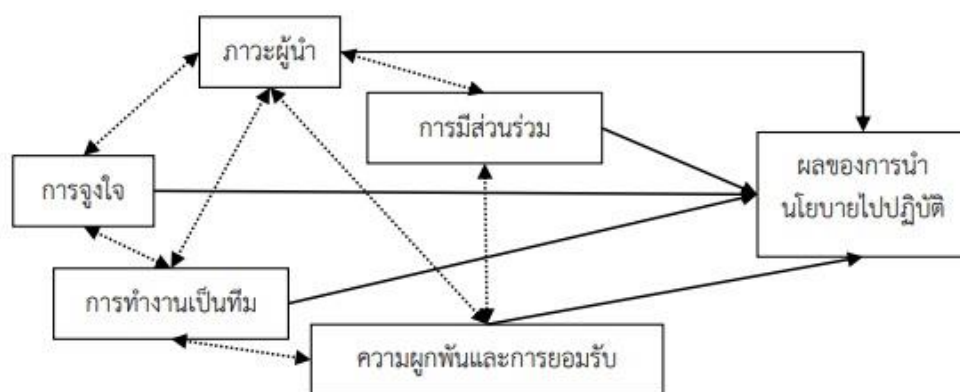 ภาวะผู้นำ
การมีส่วนร่วม
การจูงใจ
ผลของการนำ
นโยบายไปปฏิบัติ
การทำงานเป็นทีม
ความผูกพันและการยอมรับ